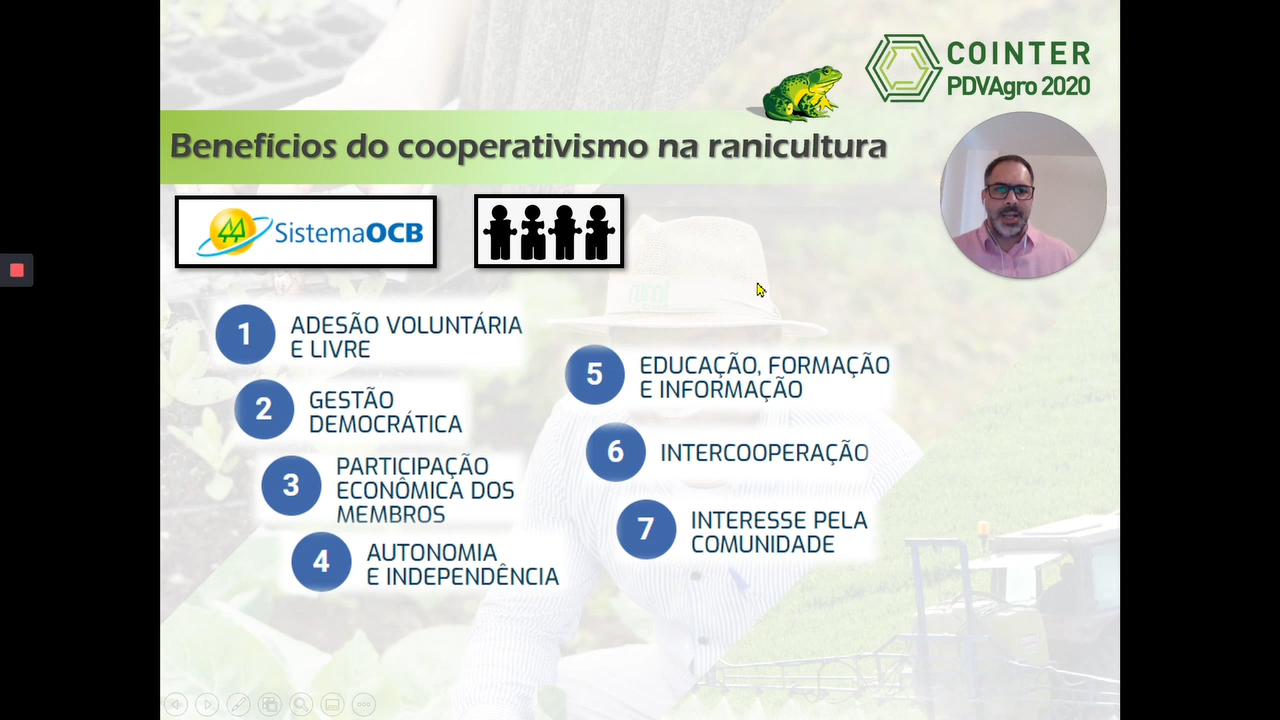 COINTER
PDVAgro 2020
Benefícios do cooperativismo na ranicultura
SistemaOCB
1 ADESÃO VOLUNTÁRIA
E LIVRE
2 GESTÃO
DEMOCRÁTICA
3 PARTICIPAÇÃO
ECONÔMICA DOS
MEMBROS
4 AUTONOMIA
E INDEPENDÊNCIA
5 EDUCAÇÃO, FORMAÇÃO
E INFORMAÇÃO
6 INTERCOOPERAÇÃO
7 INTERESSE PELA
COMUNIDADE